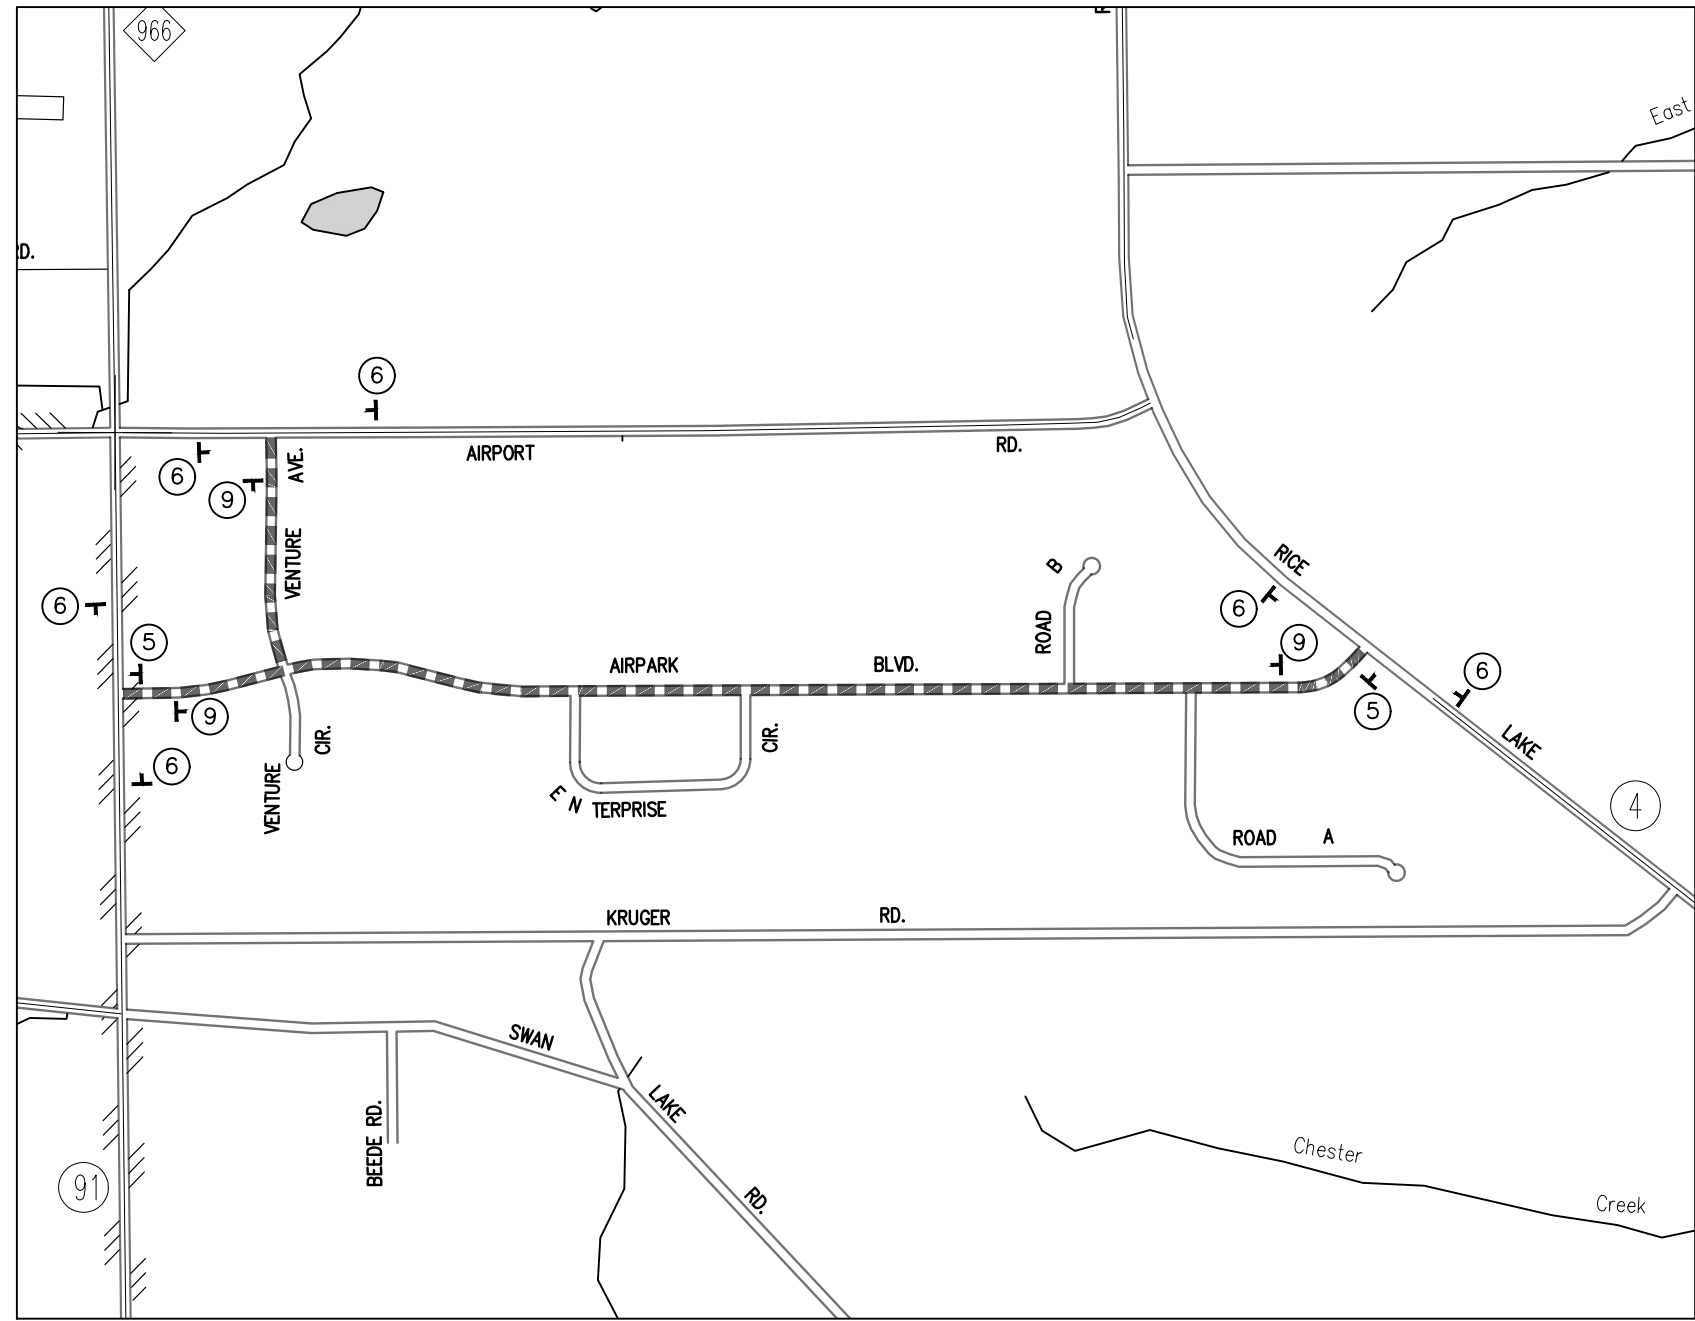 966
East
RD.
6
AIRPORT RD.
6
9
VENTURE AVE.
RICE LAKE
ROAD B
6
6
5
9
6
AIRPARK BLVD.
5
9
VENTURE CIR.
CIR.
6
ENTERPRISE
4
ROAD A
KRUGER RD.
SWAN LAKE RD.
BEEDE RD.
Chester
Creek
91